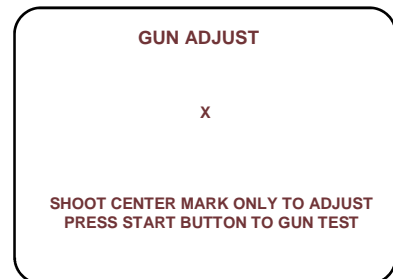 GUN ADJUST
X
SHOOT CENTER MARK ONLY TO ADJUST
PRESS START BUTTON TO GUN TEST